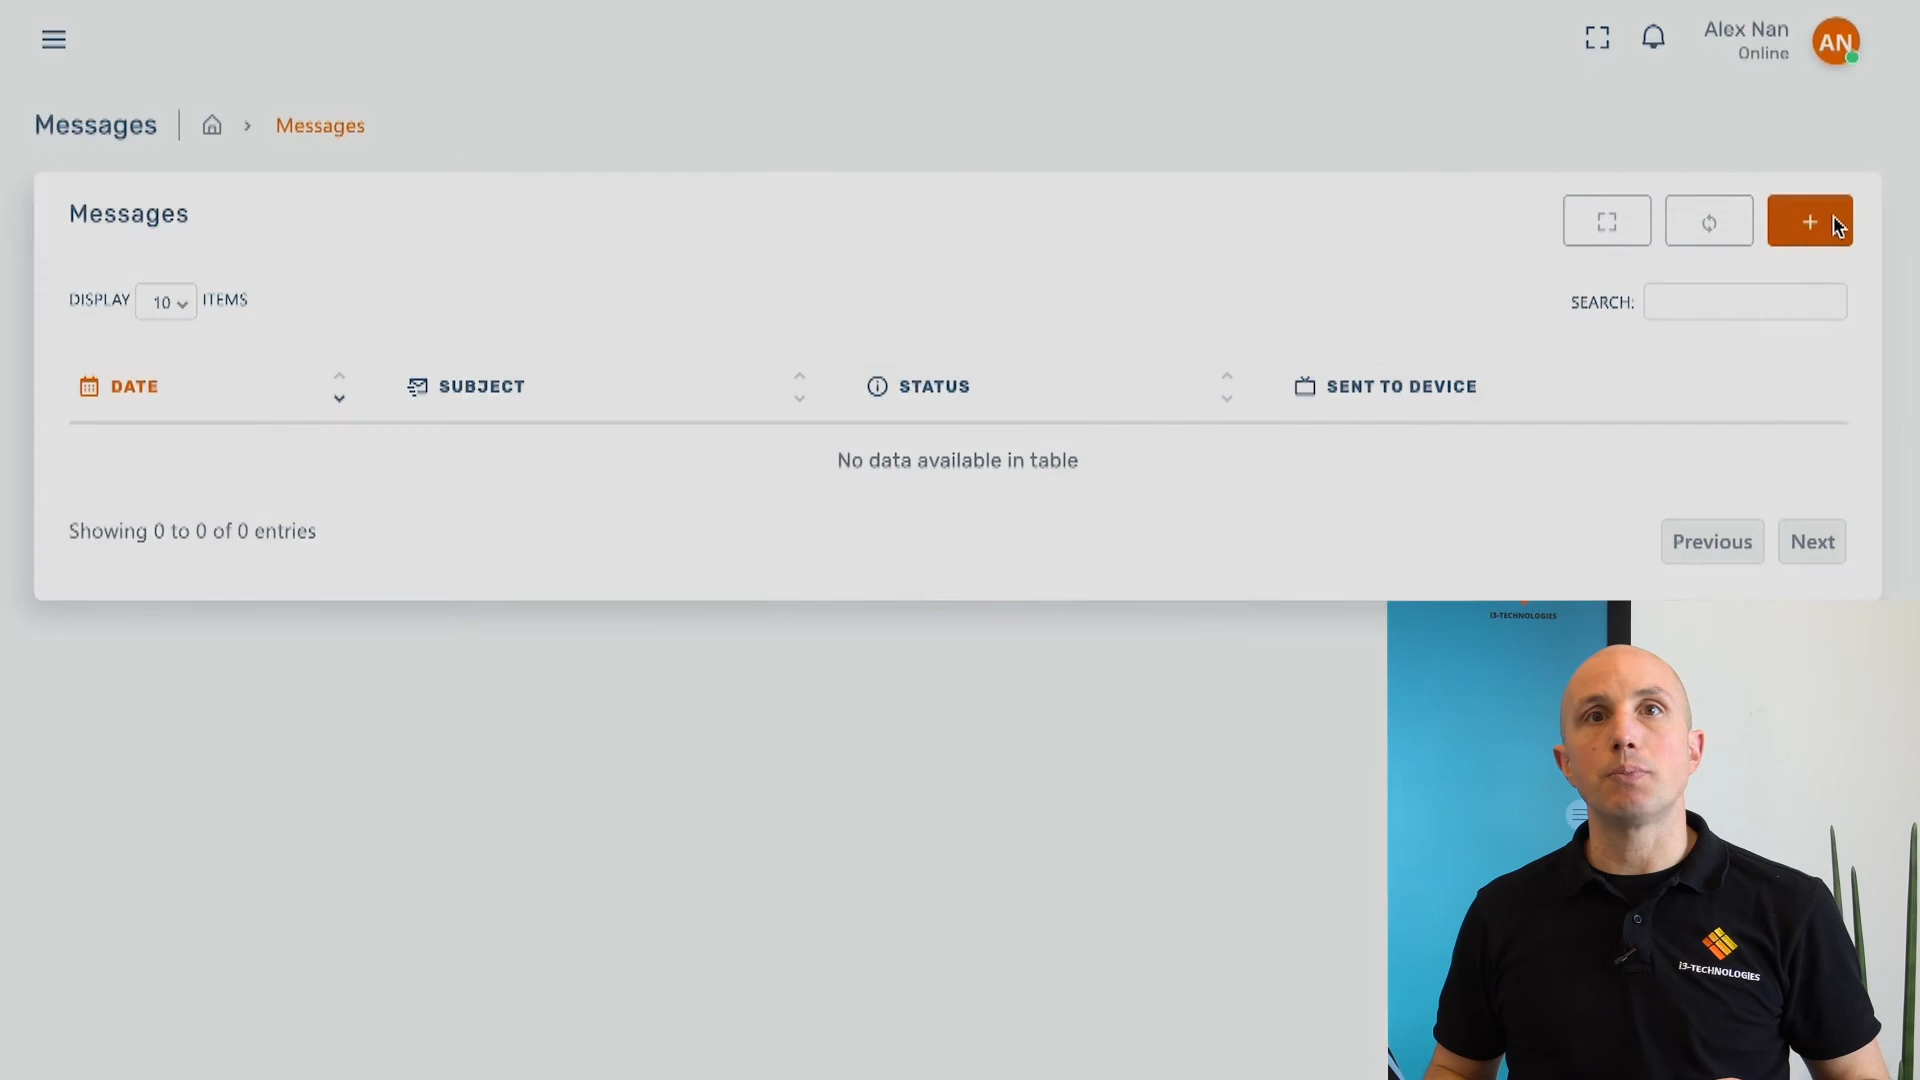 Alex Nan
Online
AN
Messages
Messages
Messages
+
DISPLAY 10 ITEMS
SEARCH:
DATE
SUBJECT
STATUS
SENT TO DEVICE
No data available in table
Showing 0 to 0 of 0 entries
Previous
Next
i3-TECHNOLOGIES
i3-TECHNOLOGIES